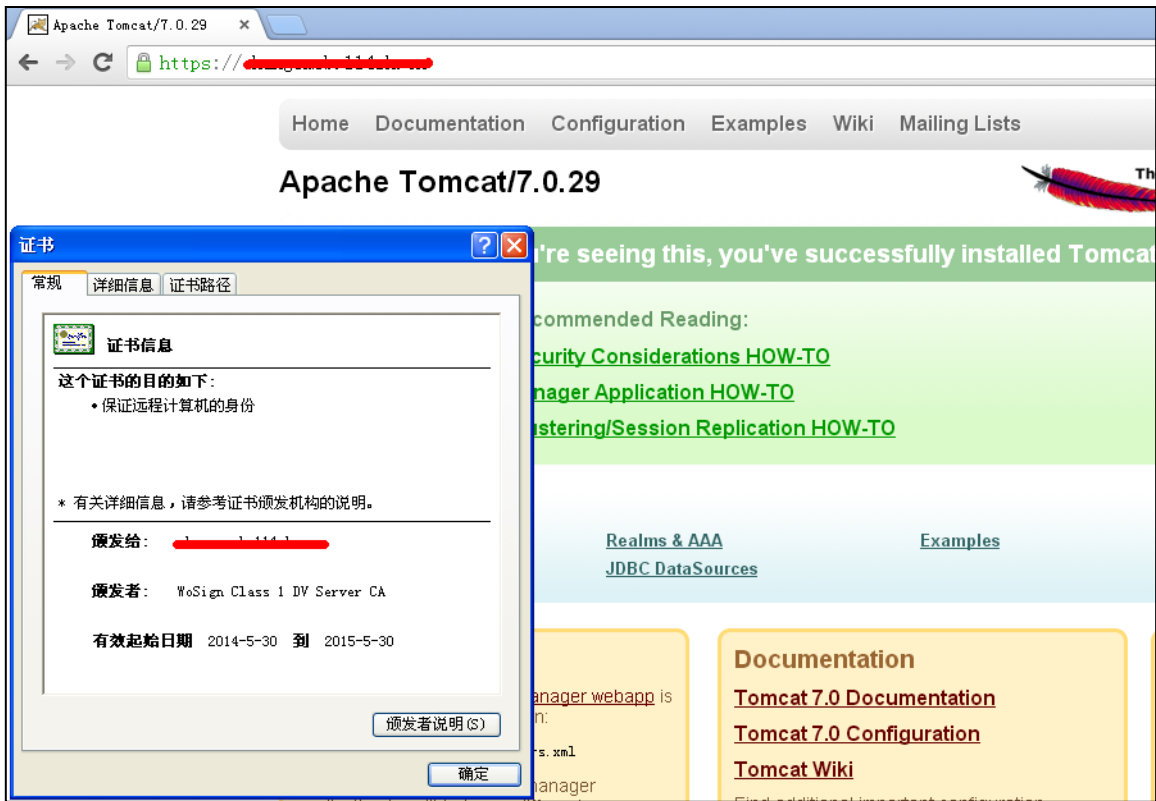 Apache Tomcat/7.0.29
https://
Home Documentation Configuration Examples Wiki Mailing Lists
Apache Tomcat/7.0.29
Th
're seeing this, you've successfully installed Tomcat
commended Reading:
curity Considerations HOW-TO
nager Application HOW-TO
ustering/Session Replication HOW-TO
证书
常规 详细信息 证书路径
证书信息
这个证书的目的如下:
•保证远程计算机的身份
* 有关详细信息，请参考证书颁发机构的说明。
颁发给:
颁发者: WoSign Class 1 DV Server CA
有效起始日期 2014-5-30 到 2015-5-30
颁发者说明(S)
确定
Realms & AAA
JDBC DataSources
Examples
anager webapp is
n:
rs.xml
manager
Documentation
Tomcat 7.0 Documentation
Tomcat 7.0 Configuration
Tomcat Wiki
Find additional important configuration